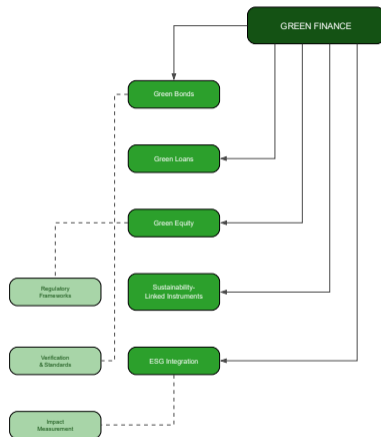 GREEN FINANCE
Green Bonds
Green Loans
Green Equity
Regulatory
Frameworks
Sustainability-
Linked Instruments
Verification
& Standards
ESG Integration
Impact
Measurement